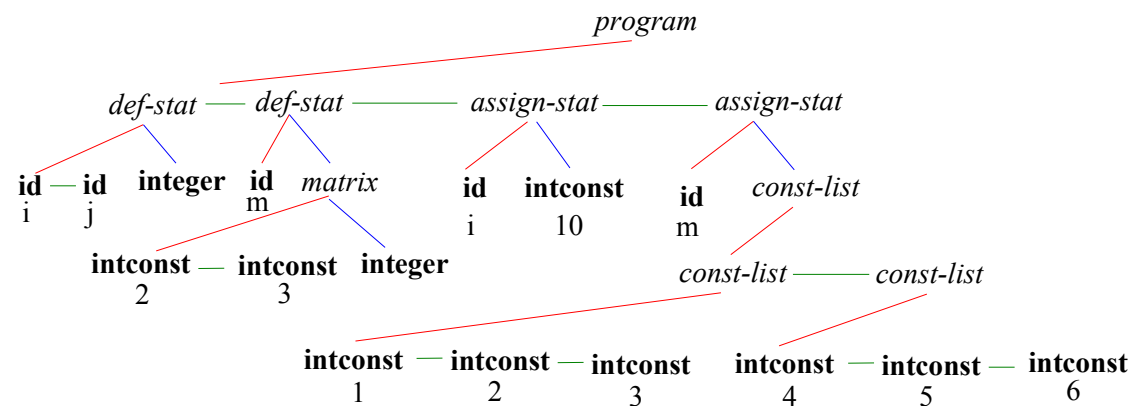 program
def-stat def-stat assign-stat assign-stat
id id integer id matrix id intconst id const-list
i j m i 10 m
intconst intconst integer const-list const-list
2 3
intconst intconst intconst intconst intconst intconst
1 2 3 4 5 6